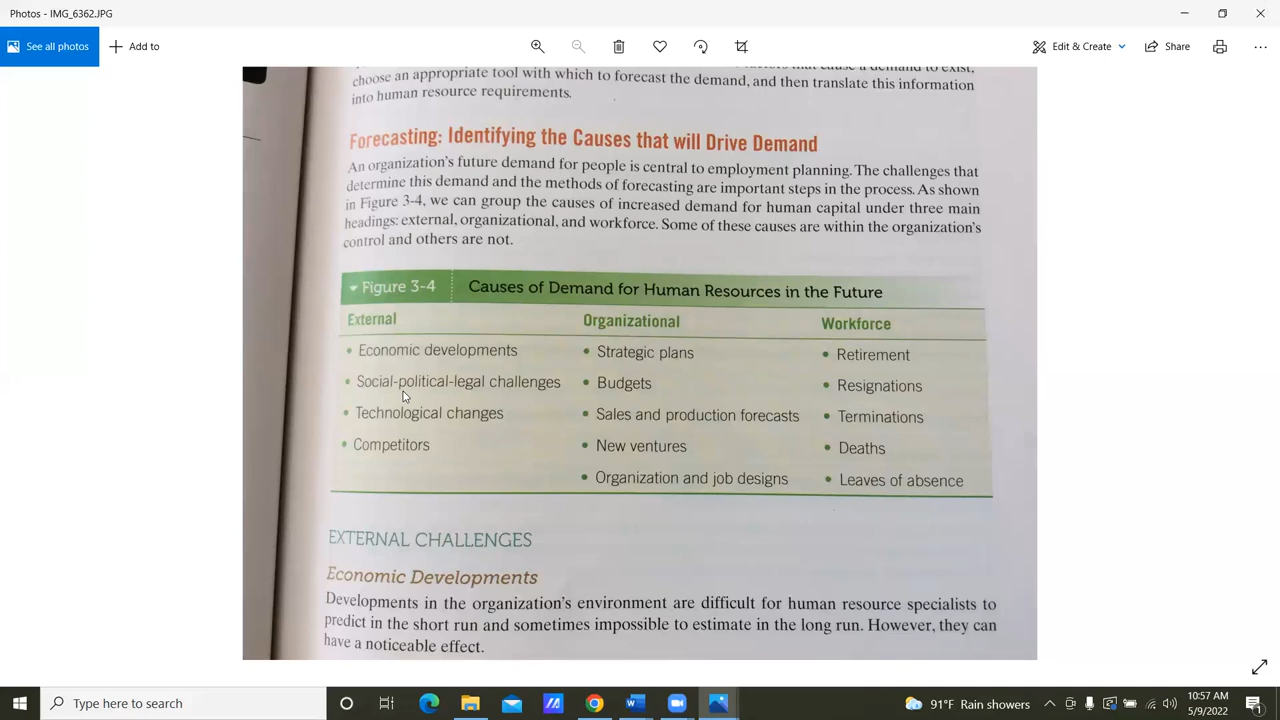 Photos - IMG_6362.JPG
See all photos
Add to
Edit & Create
Share
cause a demand to exist,
choose an appropriate tool with which to forecast the demand, and then translate this information
into human resource requirements.
Forecasting: Identifying the Causes that will Drive Demand
An organization's future demand for people is central to employment planning. The challenges that
determine this demand and the methods of forecasting are important steps in the process. As shown
in Figure 3-4, we can group the causes of increased demand for human capital under three main
headings: external, organizational, and workforce. Some of these causes are within the organization's
control and others are not.
Figure 3-4 Causes of Demand for Human Resources in the Future
External Organizational Workforce
• Economic developments • Strategic plans • Retirement
• Social-political-legal challenges • Budgets • Resignations
• Technological changes • Sales and production forecasts • Terminations
• Competitors • New ventures • Deaths
• Organization and job designs • Leaves of absence
EXTERNAL CHALLENGES
Economic Developments
Developments in the organization's environment are difficult for human resource specialists to
predict in the short run and sometimes impossible to estimate in the long run. However, they can
have a noticeable effect.
Type here to search
91°F Rain showers
10:57 AM
5/9/2022